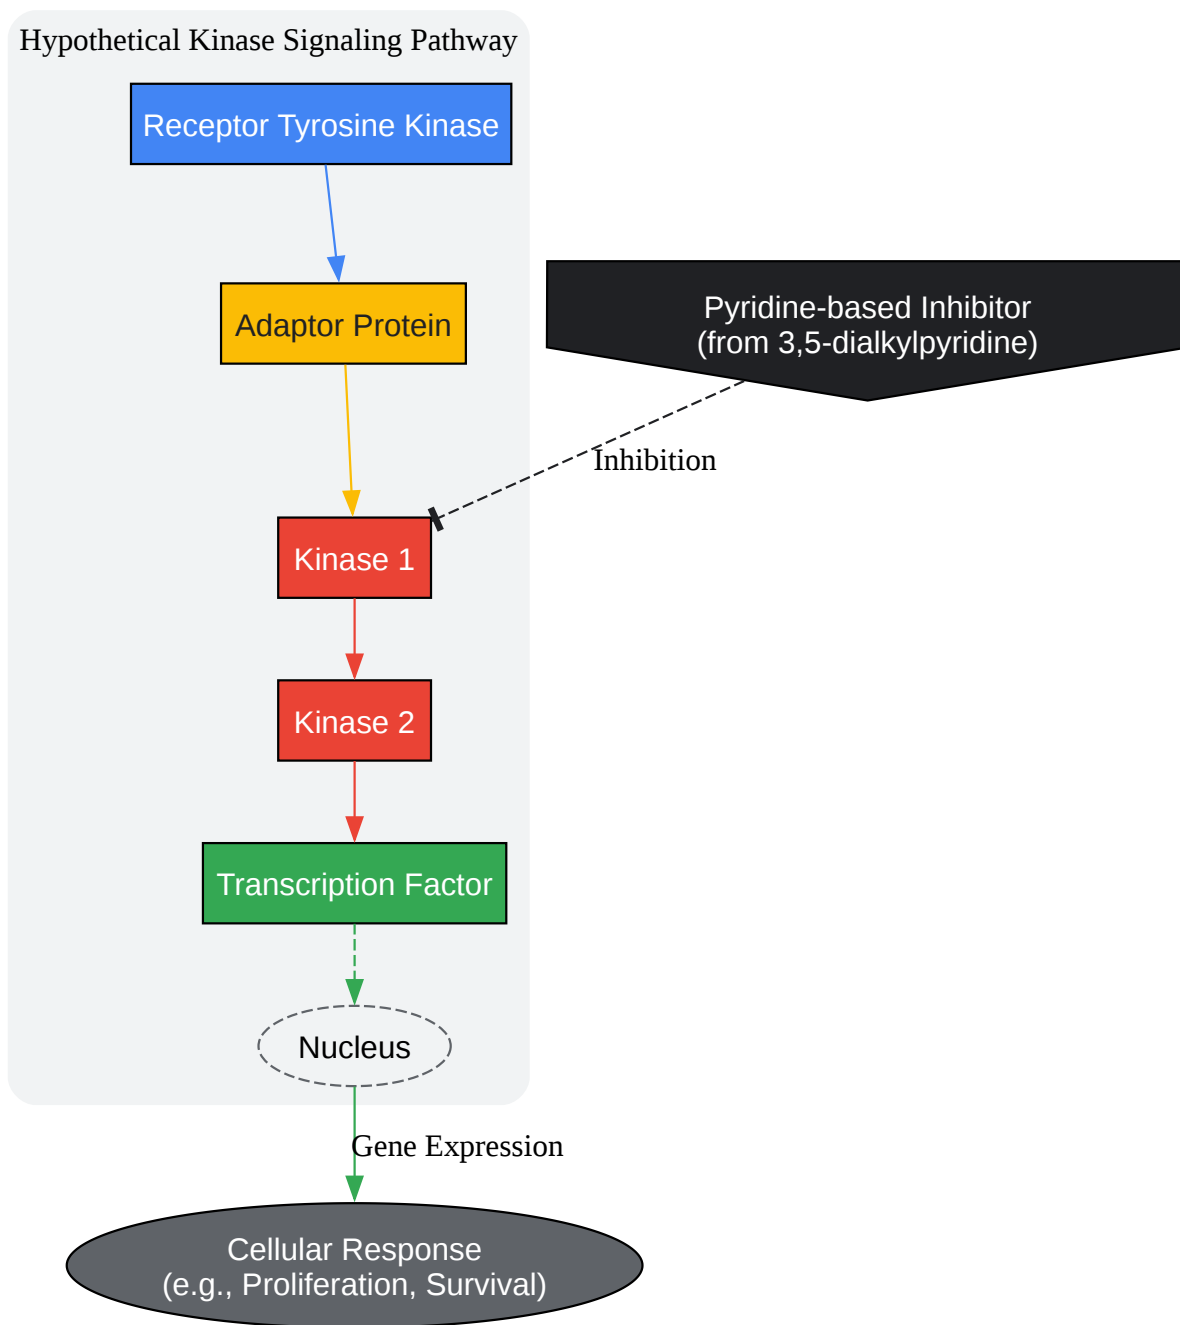 Hypothetical Kinase Signaling Pathway
Receptor Tyrosine Kinase
Adaptor Protein
Pyridine-based Inhibitor
(from 3,5-dialkylpyridine)
Inhibition
Kinase 1
Kinase 2
Transcription Factor
Nucleus
Gene Expression
Cellular Response
(e.g., Proliferation, Survival)